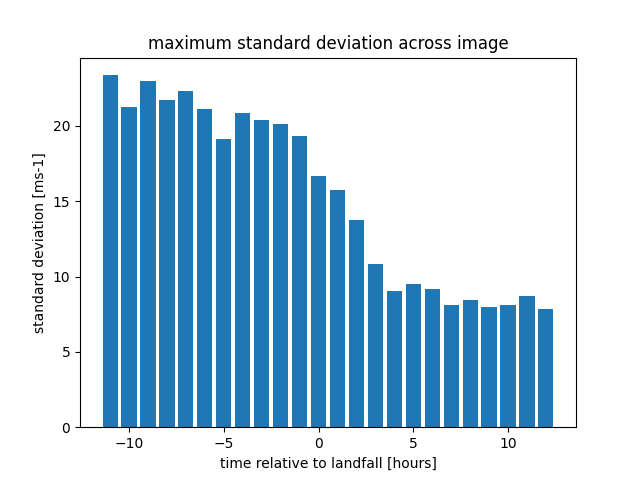 maximum standard deviation across image
standard deviation [ms-1]
20
15
10
5
0
−10 −5 0 5 10
time relative to landfall [hours]